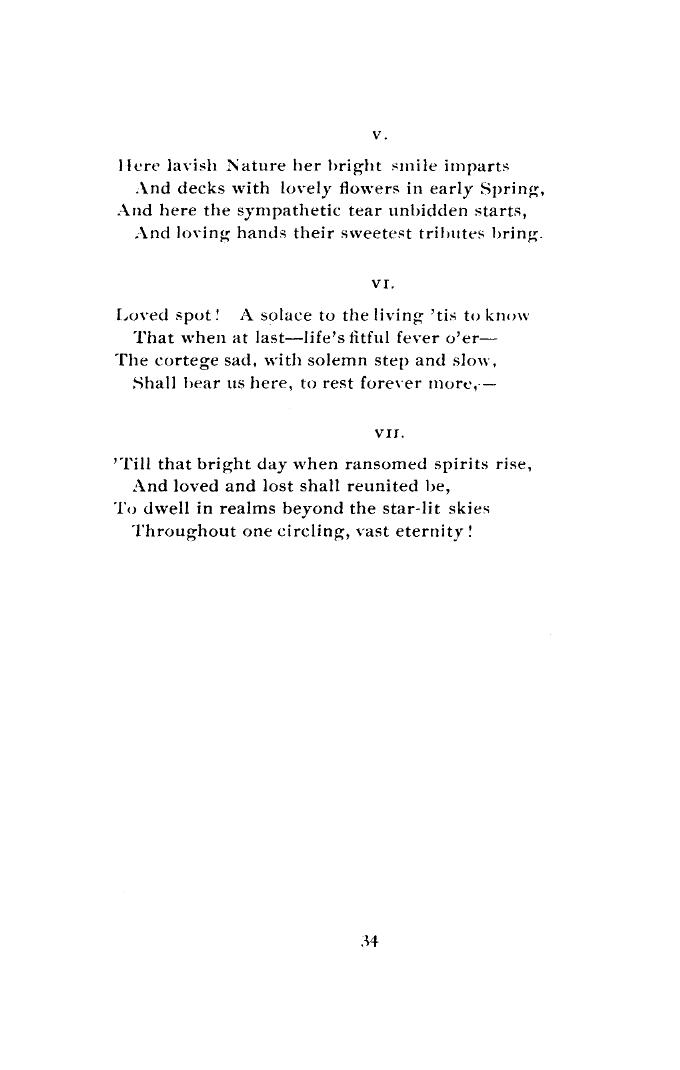 V.
Here lavish Nature her bright smile imparts
And decks with lovely flowers in early Spring,
And here the sympathetic tear unbidden starts,
And loving hands their sweetest tributes bring.
VI.
Loved spot! A solace to the living 'tis to know
That when at last—life's fitful fever o'er—
The cortege sad, with solemn step and slow,
Shall bear us here, to rest forever more,—
VII.
'Till that bright day when ransomed spirits rise,
And loved and lost shall reunited be,
To dwell in realms beyond the star-lit skies
Throughout one circling, vast eternity!
34